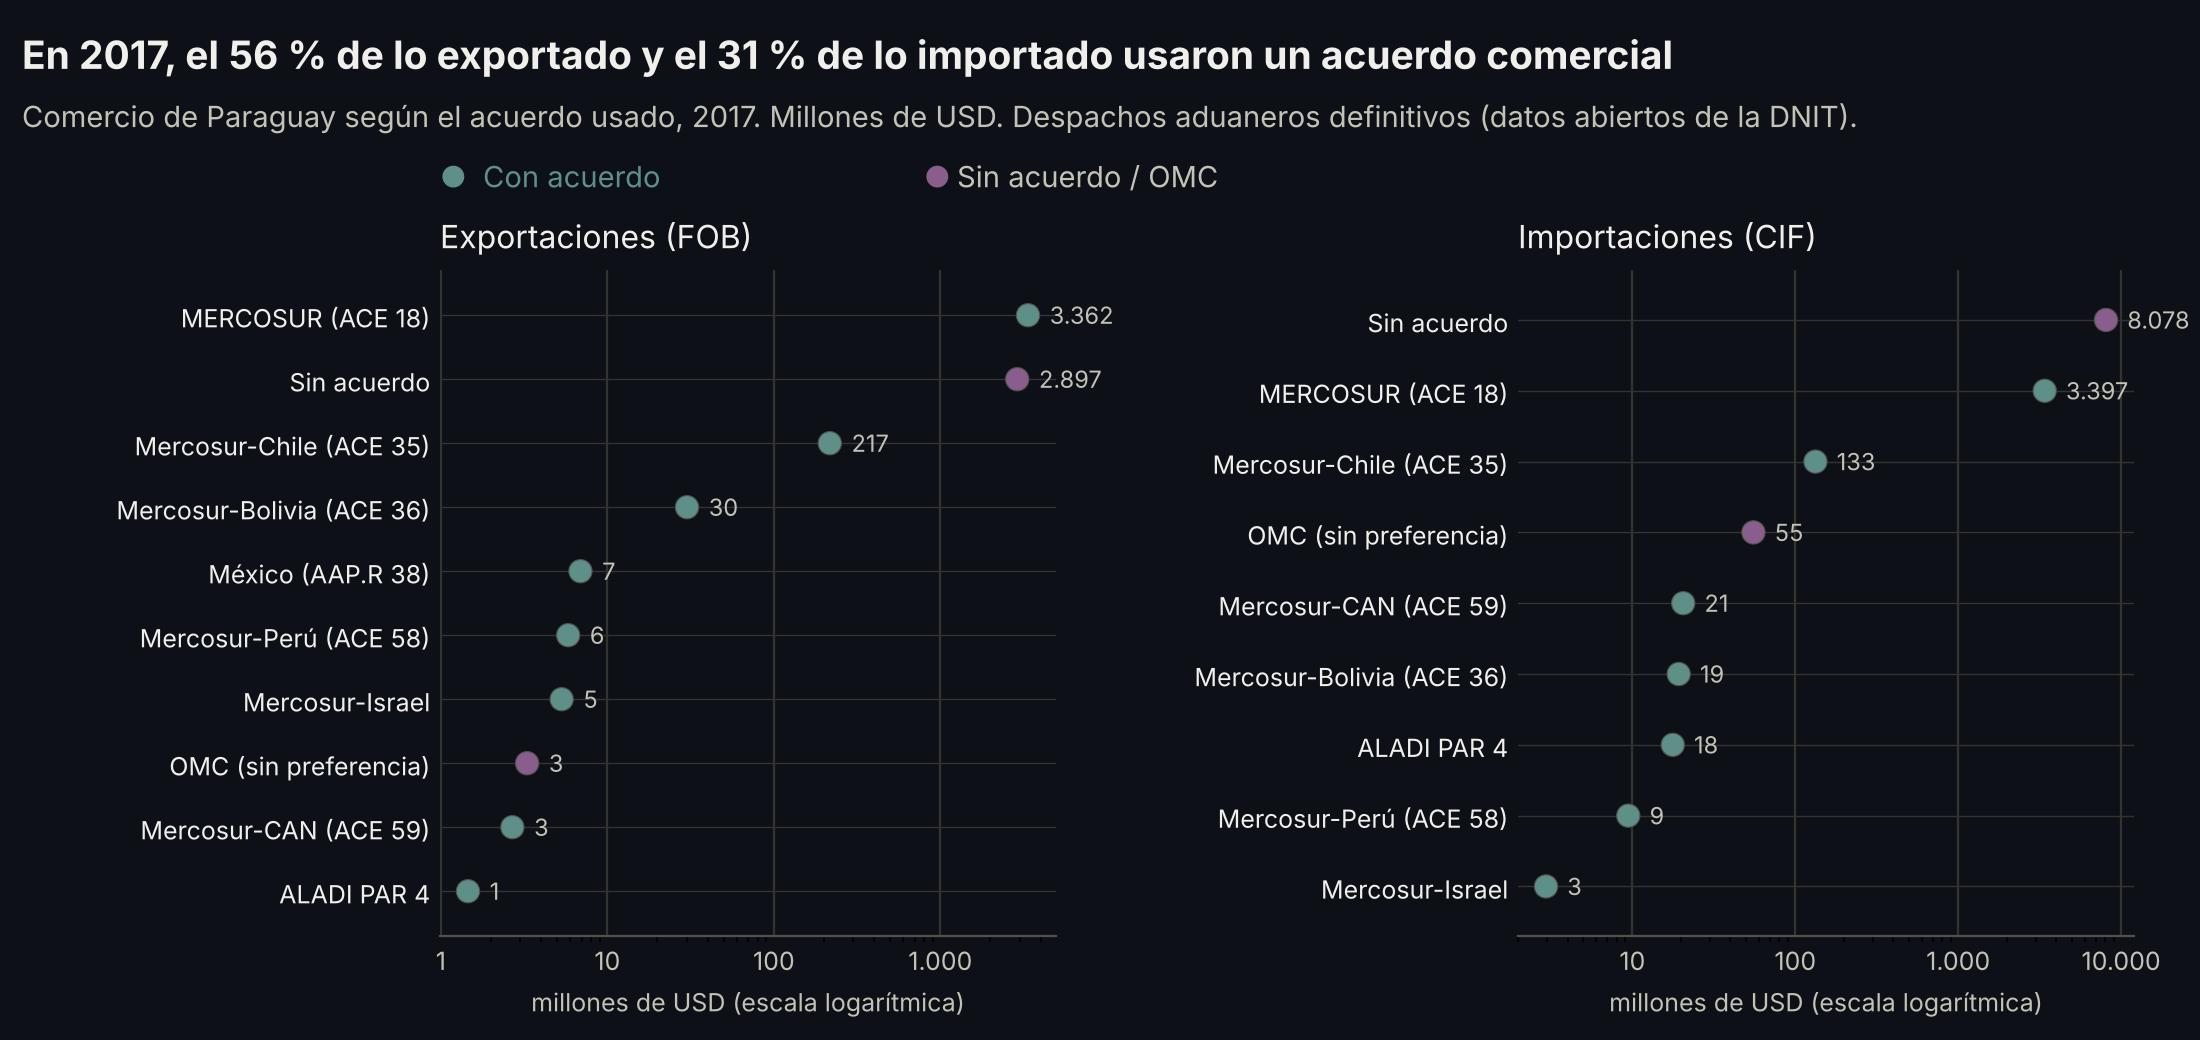 En 2017, el 56 % de lo exportado y el 31 % de lo importado usaron un acuerdo comercial
Comercio de Paraguay según el acuerdo usado, 2017. Millones de USD. Despachos aduaneros definitivos (datos abiertos de la DNIT).
Con acuerdo
Sin acuerdo / OMC
Exportaciones (FOB)
MERCOSUR (ACE 18) 3.362
Sin acuerdo 2.897
Mercosur-Chile (ACE 35) 217
Mercosur-Bolivia (ACE 36) 30
México (AAP.R 38) 7
Mercosur-Perú (ACE 58) 6
Mercosur-Israel 5
OMC (sin preferencia) 3
Mercosur-CAN (ACE 59) 3
ALADI PAR 4 1
1 10 100 1.000
millones de USD (escala logarítmica)
Importaciones (CIF)
Sin acuerdo 8.078
MERCOSUR (ACE 18) 3.397
Mercosur-Chile (ACE 35) 133
OMC (sin preferencia) 55
Mercosur-CAN (ACE 59) 21
Mercosur-Bolivia (ACE 36) 19
ALADI PAR 4 18
Mercosur-Perú (ACE 58) 9
Mercosur-Israel 3
10 100 1.000 10.000
millones de USD (escala logarítmica)